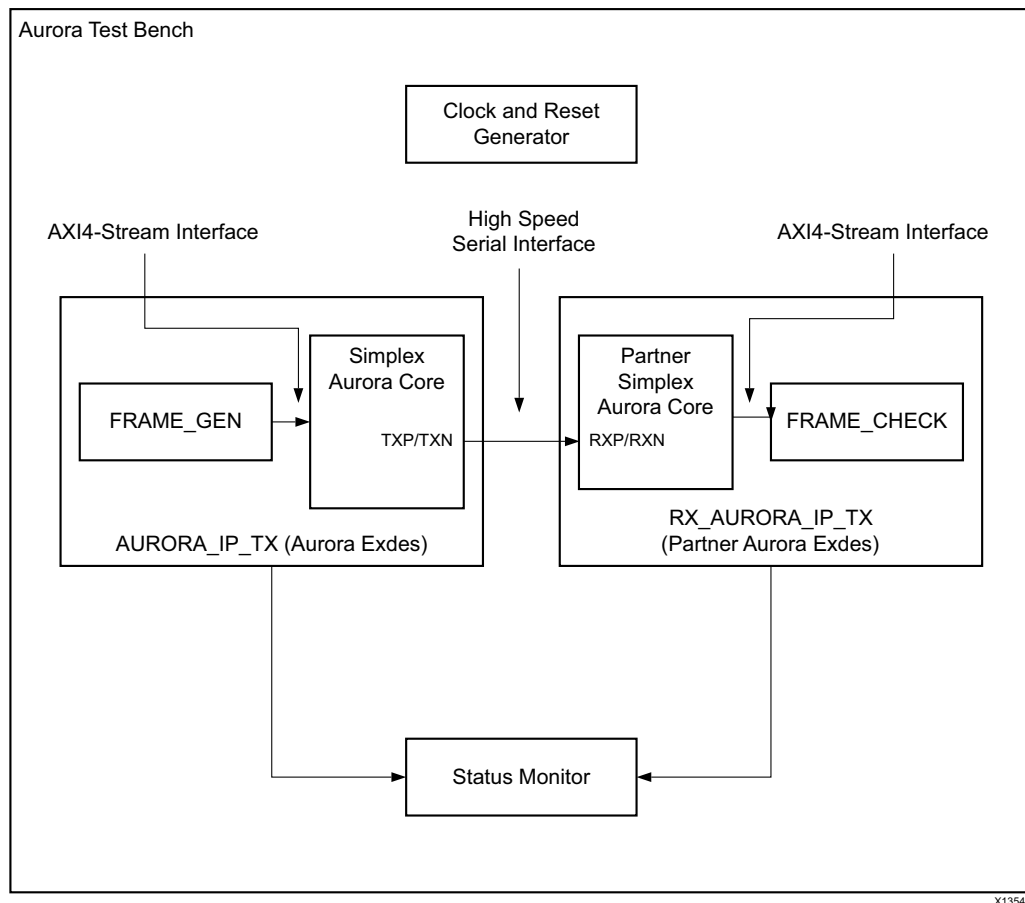 Aurora Test Bench
Clock and Reset
Generator
AXI4-Stream Interface
High Speed
Serial Interface
AXI4-Stream Interface
Simplex
Aurora Core
Partner
Simplex
Aurora Core
FRAME_GEN
TXP/TXN
RXP/RXN
FRAME_CHECK
AURORA_IP_TX (Aurora Exdes)
RX_AURORA_IP_TX
(Partner Aurora Exdes)
Status Monitor
X1354